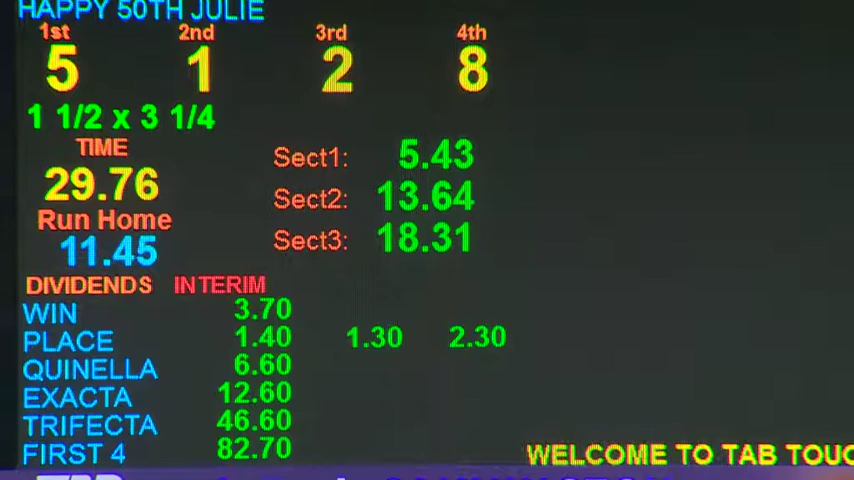 HAPPY 50TH JULIE
1st 2nd 3rd 4th
5 1 2 8
1 1/2 x 3 1/4
TIME
29.76
Run Home
11.45
Sect1: 5.43
Sect2: 13.64
Sect3: 18.31
DIVIDENDS INTERIM
WIN 3.70
PLACE 1.40 1.30 2.30
QUINELLA 6.60
EXACTA 12.60
TRIFECTA 46.60
FIRST 4 82.70
WELCOME TO TAB TOUC